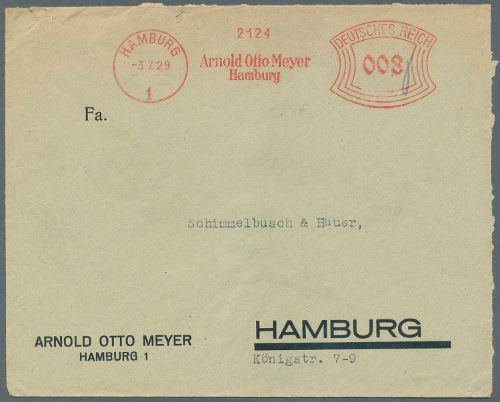 HAMBURG
-3.7.29
1
2124
Arnold Otto Meyer
Hamburg
DEUTSCHES REICH
008
Fa.
Schimmelbusch & Hauer,
HAMBURG
Königstr. 7-9
ARNOLD OTTO MEYER
HAMBURG 1